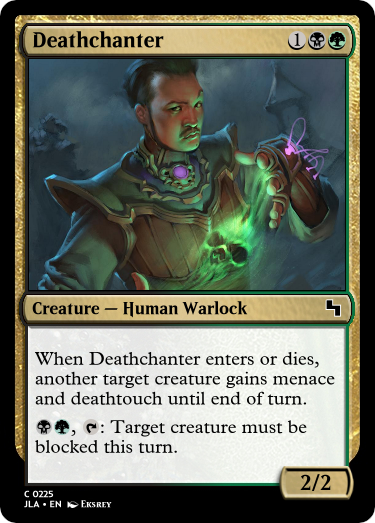 Deathchanter 1
Creature — Human Warlock
When Deathchanter enters or dies,
another target creature gains menace
and deathtouch until end of turn.
, : Target creature must be
blocked this turn.
2/2
C 0225
JLA • EN Eksrey